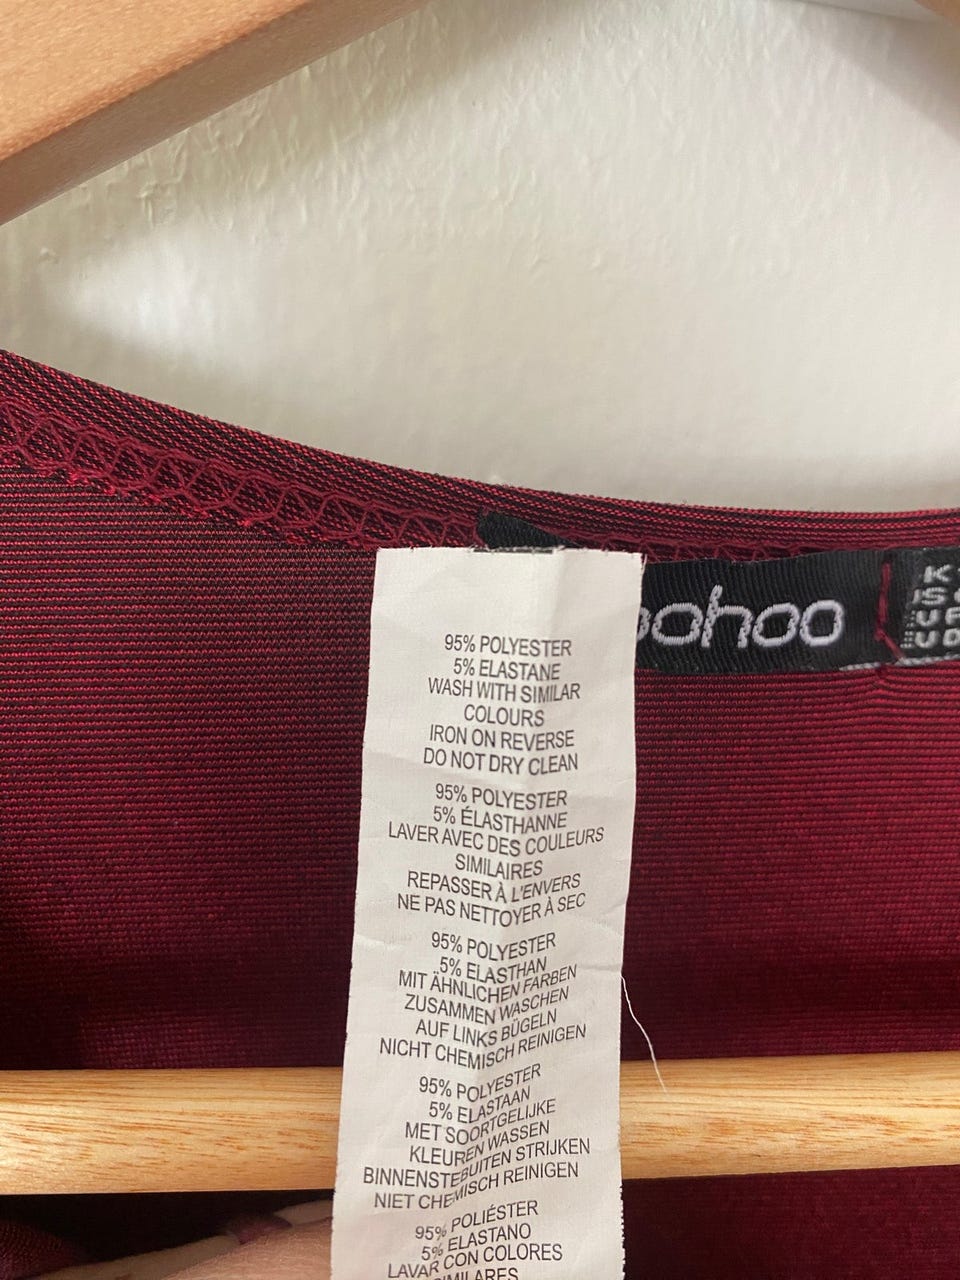 95% POLYESTER
5% ELASTANE
WASH WITH SIMILAR
COLOURS
IRON ON REVERSE
DO NOT DRY CLEAN
95% POLYESTER
5% ÉLASTHANNE
LAVER AVEC DES COULEURS
SIMILAIRES
REPASSER À L'ENVERS
NE PAS NETTOYER À SEC
95% POLYESTER
5% ELASTHAN
MIT ÄHNLICHEN FARBEN
ZUSAMMEN WASCHEN
AUF LINKS BÜGELN
NICHT CHEMISCH REINIGEN
95% POLYESTER
5% ELASTAAN
MET SOORTGELIJKE
KLEUREN WASSEN
BINNENSTEBUITEN STRIJKEN
NIET CHEMISCH REINIGEN
95% POLIÉSTER
5% ELASTANO
LAVAR CON COLORES
SIMILARES
oohoo